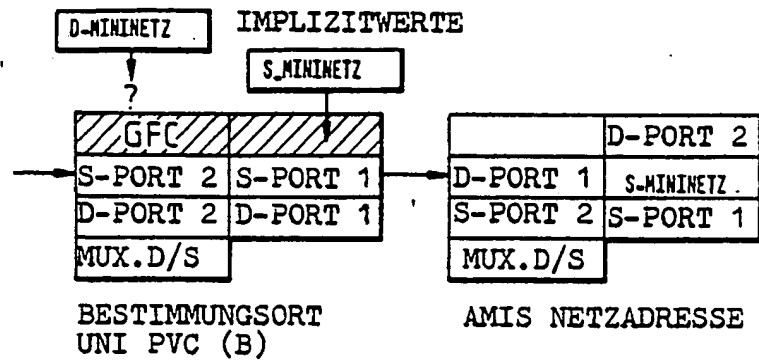 D-MININETZ
IMPLIZITWERTE
S_MININETZ
?
GFC
D-PORT 2
S-PORT 2 S-PORT 1
D-PORT 1 S-MININETZ
D-PORT 2 D-PORT 1
S-PORT 2 S-PORT 1
MUX.D/S
MUX.D/S
BESTIMMUNGSORT
UNI PVC (B)
AMIS NETZADRESSE